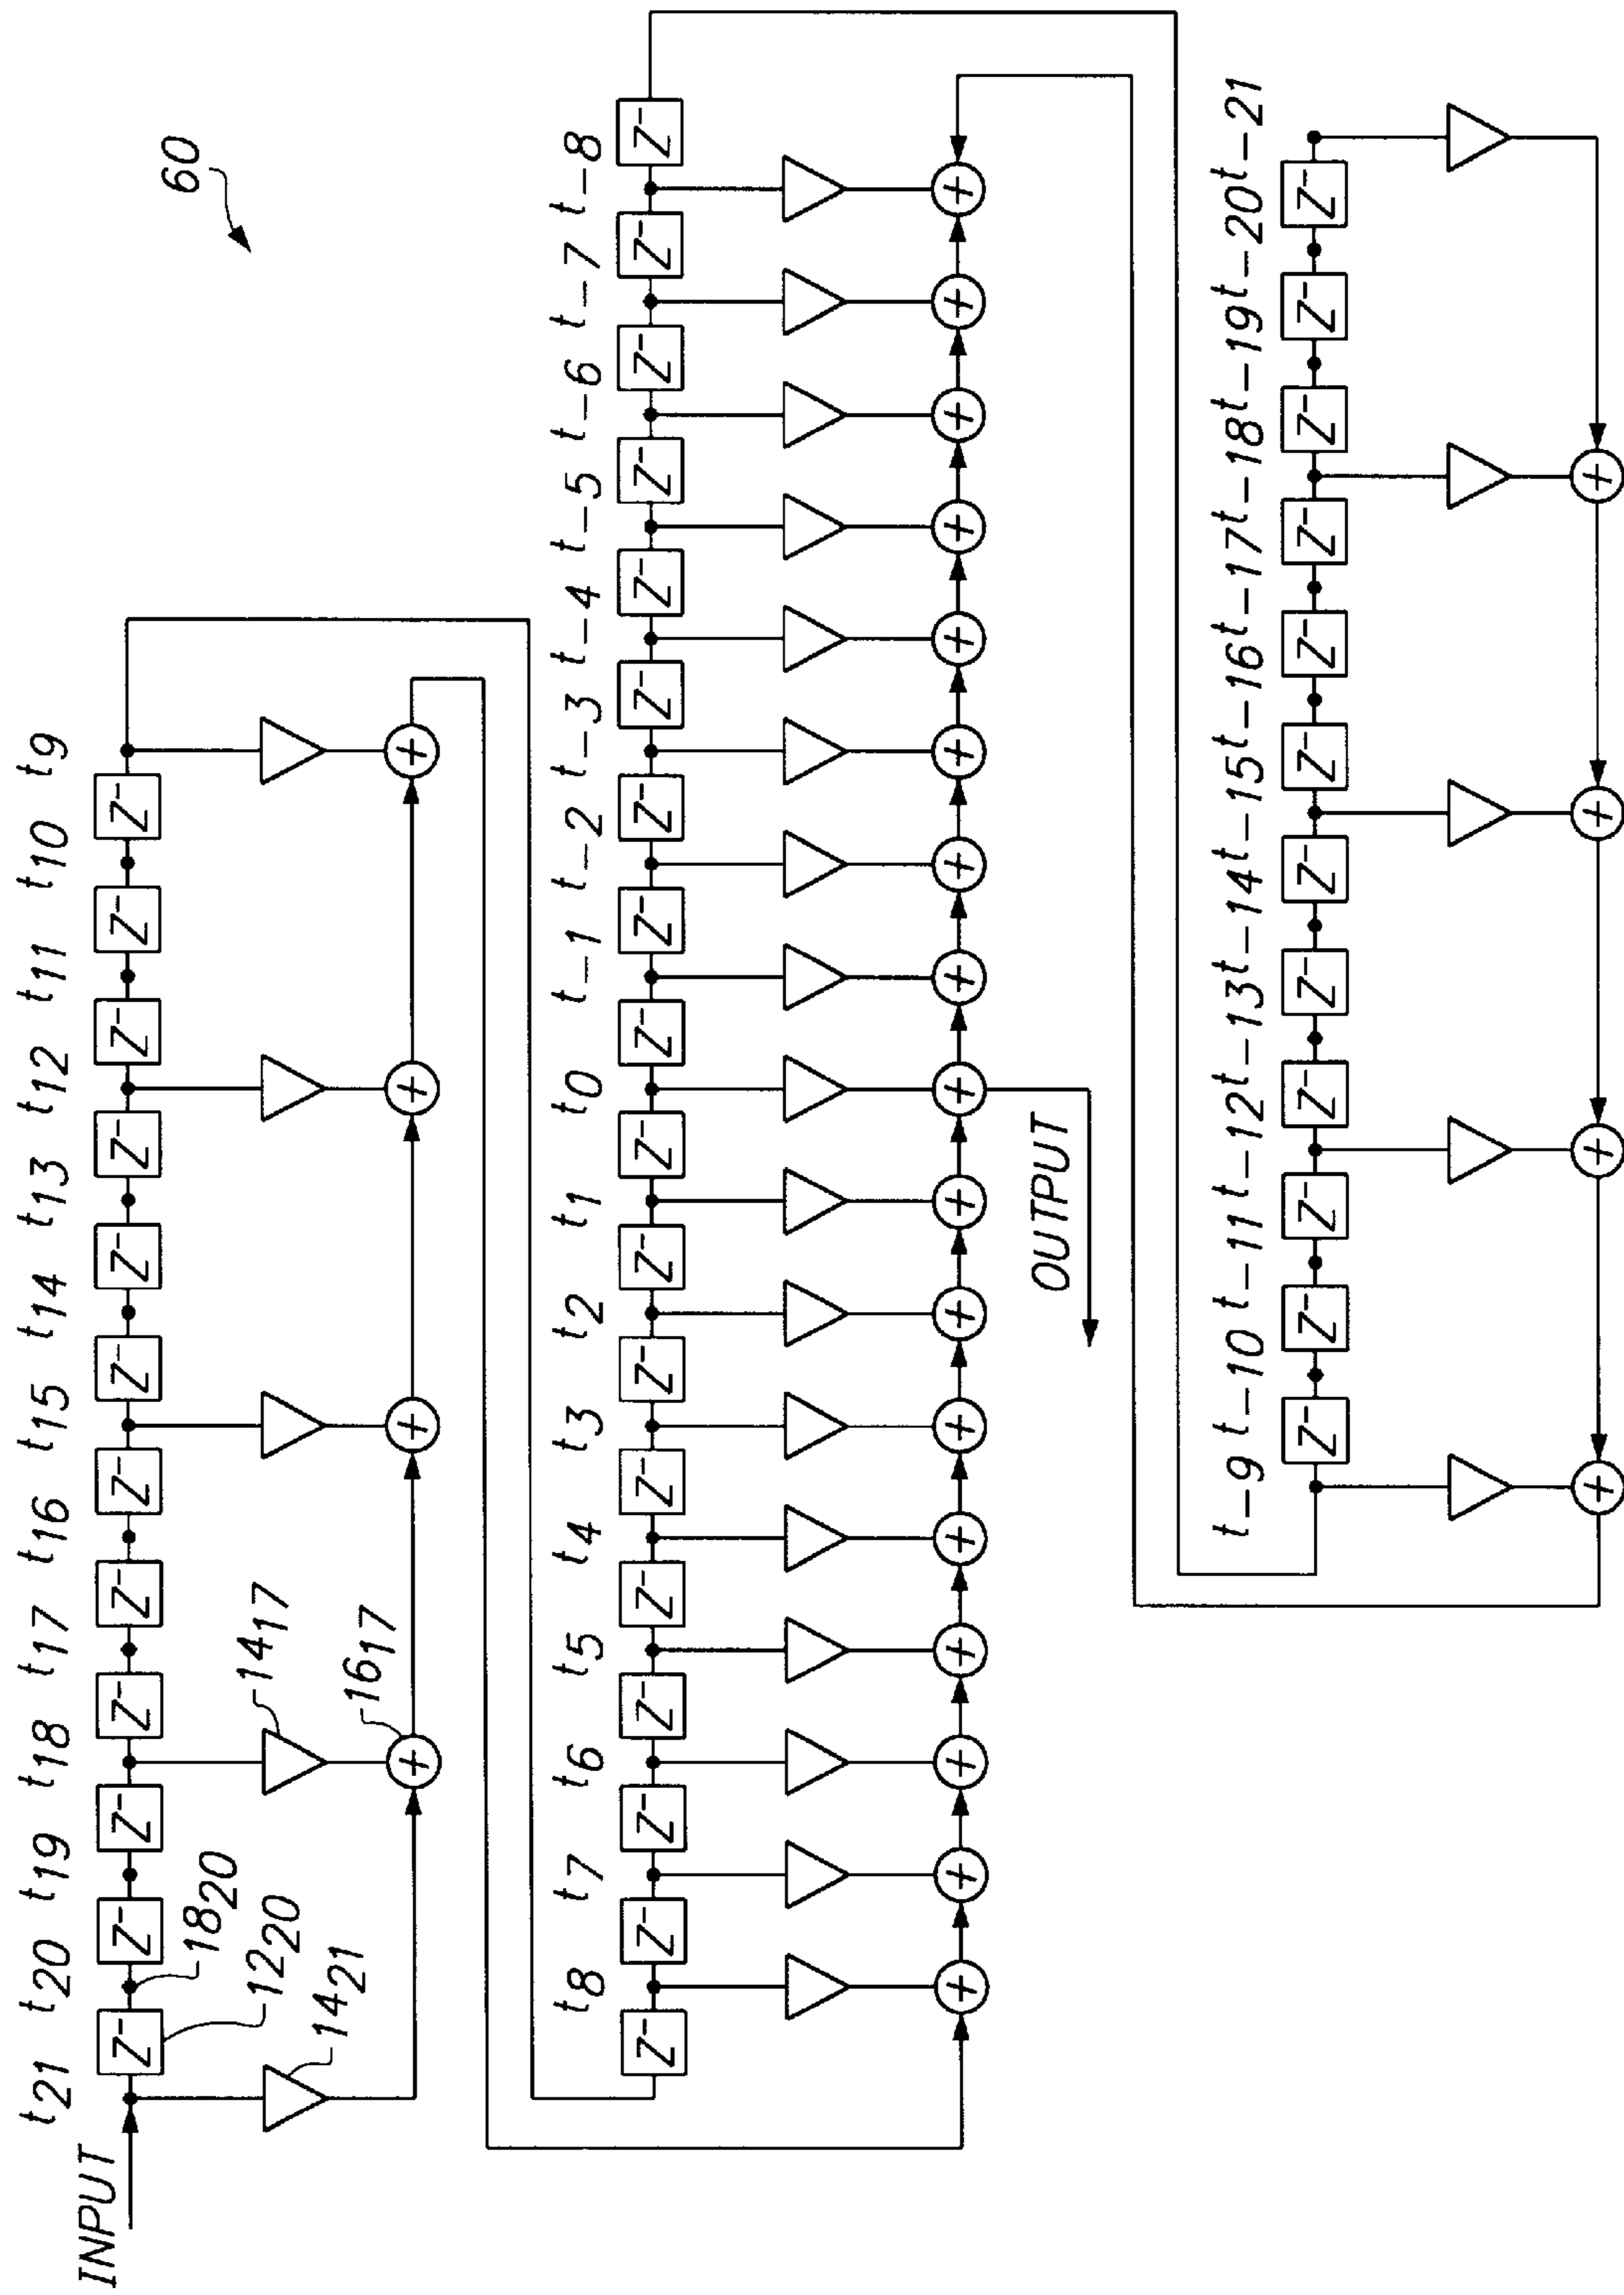 t21 t20 t19 t18 t17 t16 t15 t14 t13 t12 t11 t10 t9
INPUT
Z– Z– Z– Z– Z– Z– Z– Z– Z– Z– Z– Z–
60
18₂₀
12₂₀
14₁₇
14₂₁
16₁₇
+ + + +
t8 t7 t6 t5 t4 t3 t2 t1 t0 t–1 t–2 t–3 t–4 t–5 t–6 t–7 t–8
Z– Z– Z– Z– Z– Z– Z– Z– Z– Z– Z– Z– Z– Z– Z– Z– Z– Z–
+ + + + + + + + + + + + + + + + +
OUTPUT
t–9 t–10 t–11 t–12 t–13 t–14 t–15 t–16 t–17 t–18 t–19 t–20 t–21
Z– Z– Z– Z– Z– Z– Z– Z– Z– Z– Z– Z–
+ + + +